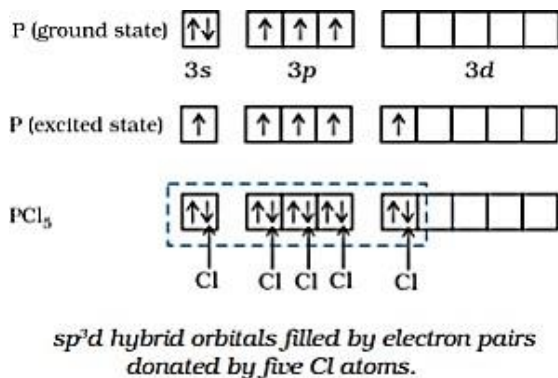 P (ground state)
3s 3p 3d
P (excited state)
PCl₅
Cl Cl Cl Cl Cl
sp³d hybrid orbitals filled by electron pairs
donated by five Cl atoms.